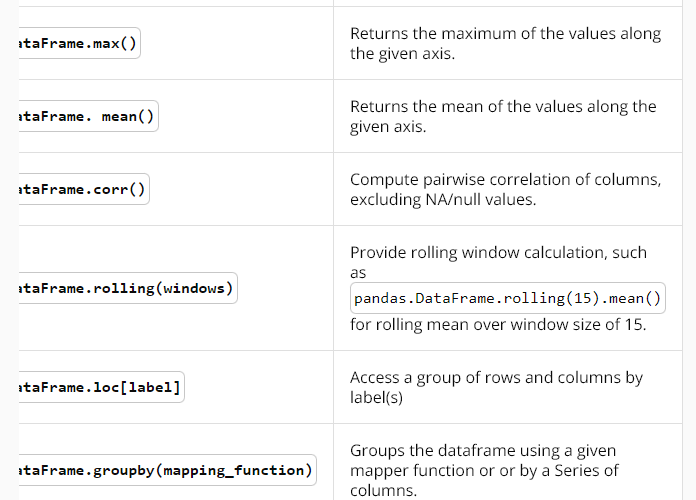 ataFrame.max()
Returns the maximum of the values along
the given axis.
ataFrame. mean()
Returns the mean of the values along the
given axis.
ataFrame.corr()
Compute pairwise correlation of columns,
excluding NA/null values.
ataFrame.rolling(windows)
Provide rolling window calculation, such
as
pandas.DataFrame.rolling(15).mean()
for rolling mean over window size of 15.
ataFrame.loc[label]
Access a group of rows and columns by
label(s)
ataFrame.groupby(mapping_function)
Groups the dataframe using a given
mapper function or or by a Series of
columns.